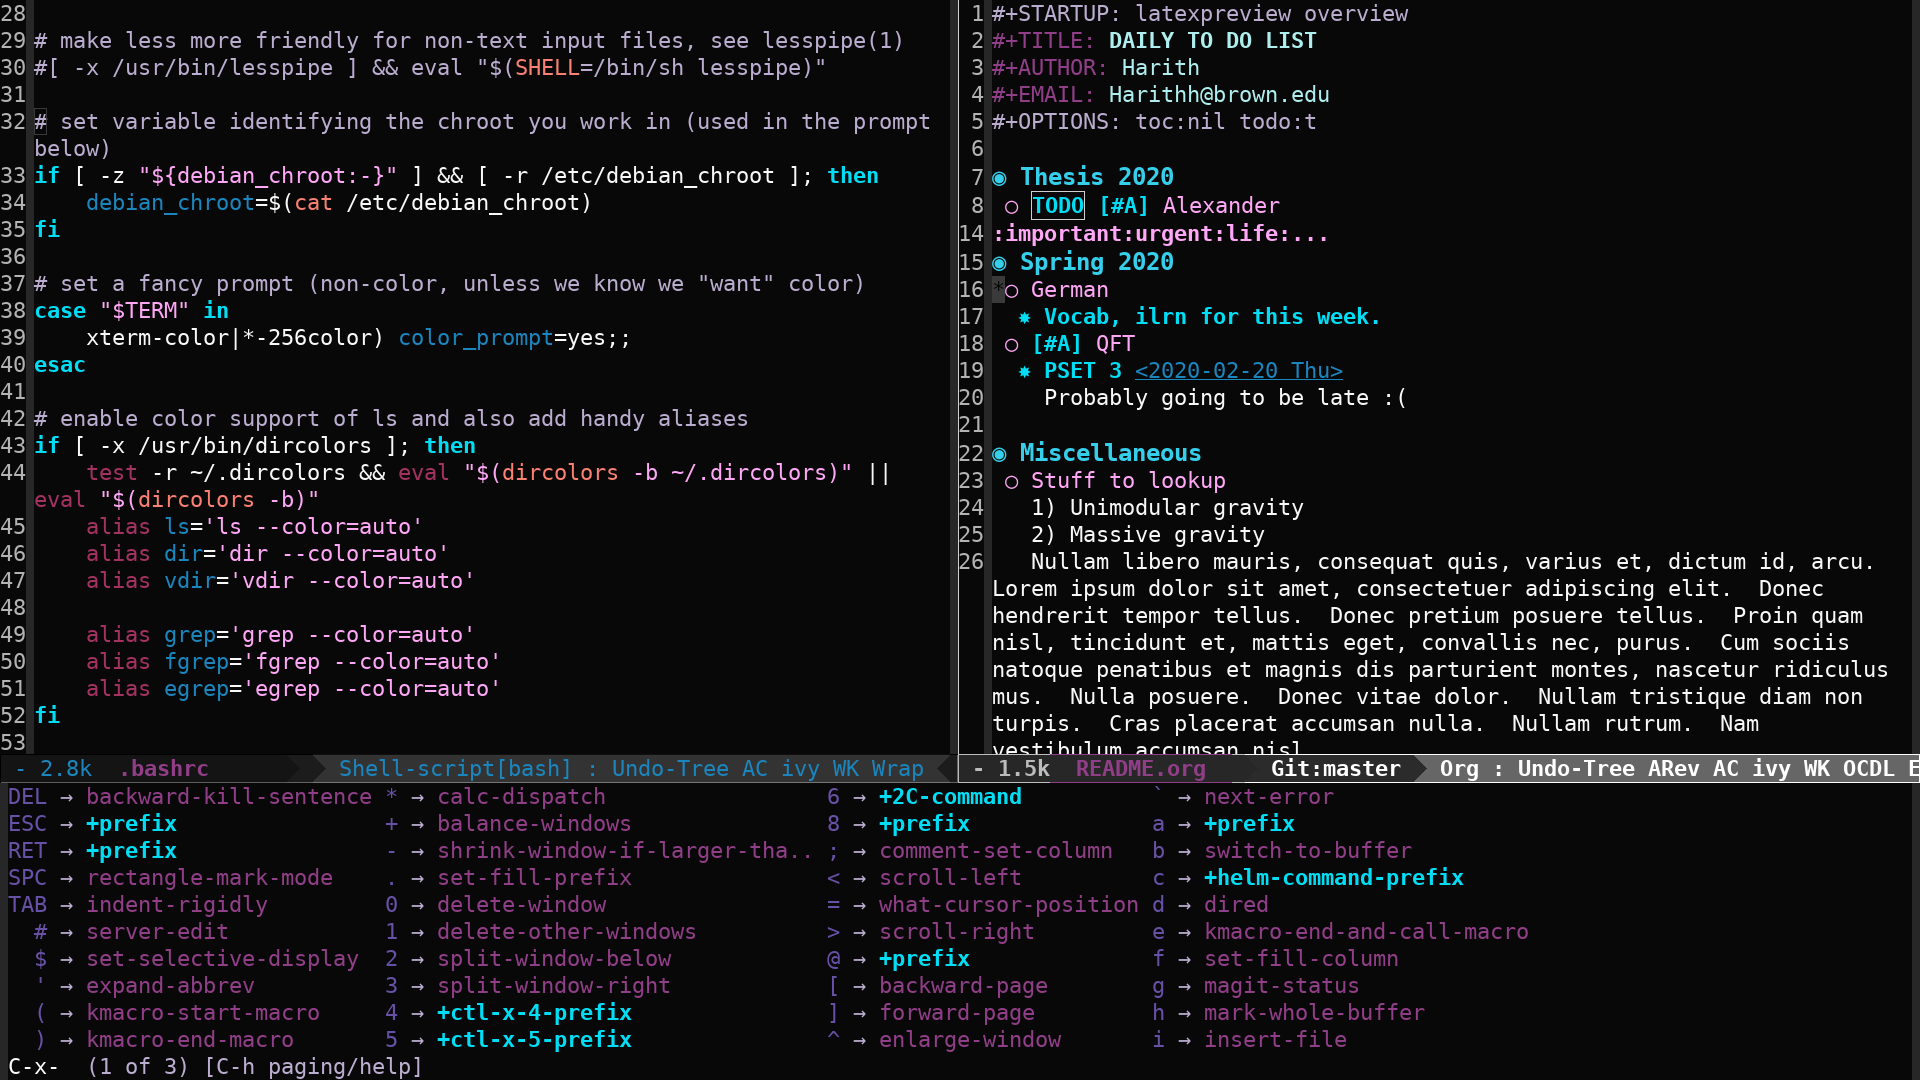 28
29 # make less more friendly for non-text input files, see lesspipe(1)
30 #[ -x /usr/bin/lesspipe ] && eval "$(SHELL=/bin/sh lesspipe)"
31
32 # set variable identifying the chroot you work in (used in the prompt
below)
33 if [ -z "${debian_chroot:-}" ] && [ -r /etc/debian_chroot ]; then
34     debian_chroot=$(cat /etc/debian_chroot)
35 fi
36
37 # set a fancy prompt (non-color, unless we know we "want" color)
38 case "$TERM" in
39     xterm-color|*-256color) color_prompt=yes;;
40 esac
41
42 # enable color support of ls and also add handy aliases
43 if [ -x /usr/bin/dircolors ]; then
44     test -r ~/.dircolors && eval "$(dircolors -b ~/.dircolors)" ||
eval "$(dircolors -b)"
45     alias ls='ls --color=auto'
46     alias dir='dir --color=auto'
47     alias vdir='vdir --color=auto'
48
49     alias grep='grep --color=auto'
50     alias fgrep='fgrep --color=auto'
51     alias egrep='egrep --color=auto'
52 fi
53
- 2.8k .bashrc Shell-script[bash] : Undo-Tree AC ivy WK Wrap
1 #+STARTUP: latexpreview overview
2 #+TITLE: DAILY TO DO LIST
3 #+AUTHOR: Harith
4 #+EMAIL: Harithh@brown.edu
5 #+OPTIONS: toc:nil todo:t
6
7 ◉ Thesis 2020
8  ○ TODO [#A] Alexander
14 :important:urgent:life:...
15 ◉ Spring 2020
16 *○ German
17   ✸ Vocab, ilrn for this week.
18  ○ [#A] QFT
19   ✸ PSET 3 <2020-02-20 Thu>
20     Probably going to be late :(
21
22 ◉ Miscellaneous
23  ○ Stuff to lookup
24    1) Unimodular gravity
25    2) Massive gravity
26    Nullam libero mauris, consequat quis, varius et, dictum id, arcu.
Lorem ipsum dolor sit amet, consectetuer adipiscing elit.  Donec
hendrerit tempor tellus.  Donec pretium posuere tellus.  Proin quam
nisl, tincidunt et, mattis eget, convallis nec, purus.  Cum sociis
natoque penatibus et magnis dis parturient montes, nascetur ridiculus
mus.  Nulla posuere.  Donec vitae dolor.  Nullam tristique diam non
turpis.  Cras placerat accumsan nulla.  Nullam rutrum.  Nam
vestibulum accumsan nisl
- 1.5k README.org Git:master Org : Undo-Tree ARev AC ivy WK OCDL E
DEL → backward-kill-sentence * → calc-dispatch 6 → +2C-command ` → next-error
ESC → +prefix + → balance-windows 8 → +prefix a → +prefix
RET → +prefix - → shrink-window-if-larger-tha.. ; → comment-set-column b → switch-to-buffer
SPC → rectangle-mark-mode . → set-fill-prefix < → scroll-left c → +helm-command-prefix
TAB → indent-rigidly 0 → delete-window = → what-cursor-position d → dired
# → server-edit 1 → delete-other-windows > → scroll-right e → kmacro-end-and-call-macro
$ → set-selective-display 2 → split-window-below @ → +prefix f → set-fill-column
' → expand-abbrev 3 → split-window-right [ → backward-page g → magit-status
( → kmacro-start-macro 4 → +ctl-x-4-prefix ] → forward-page h → mark-whole-buffer
) → kmacro-end-macro 5 → +ctl-x-5-prefix ^ → enlarge-window i → insert-file
C-x-  (1 of 3) [C-h paging/help]